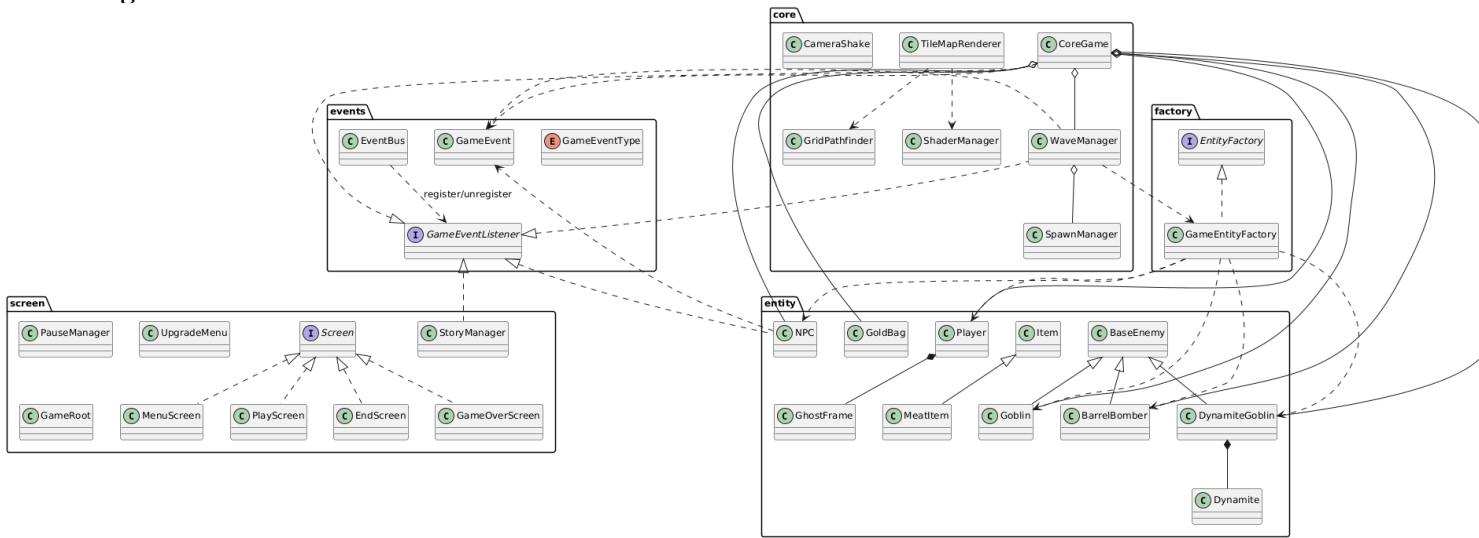 core
C CameraShake
C TileMapRenderer
C CoreGame
events
factory
C EventBus
C GameEvent
E GameEventType
C GridPathfinder
C ShaderManager
C WaveManager
I EntityFactory
register/unregister
I GameEventListener
C SpawnManager
C GameEntityFactory
screen
entity
C PauseManager
C UpgradeMenu
I Screen
C StoryManager
C NPC
C GoldBag
C Player
C Item
C BaseEnemy
C GameRoot
C MenuScreen
C PlayScreen
C EndScreen
C GameOverScreen
C GhostFrame
C MeatItem
C Goblin
C BarrelBomber
C DynamiteGoblin
C Dynamite